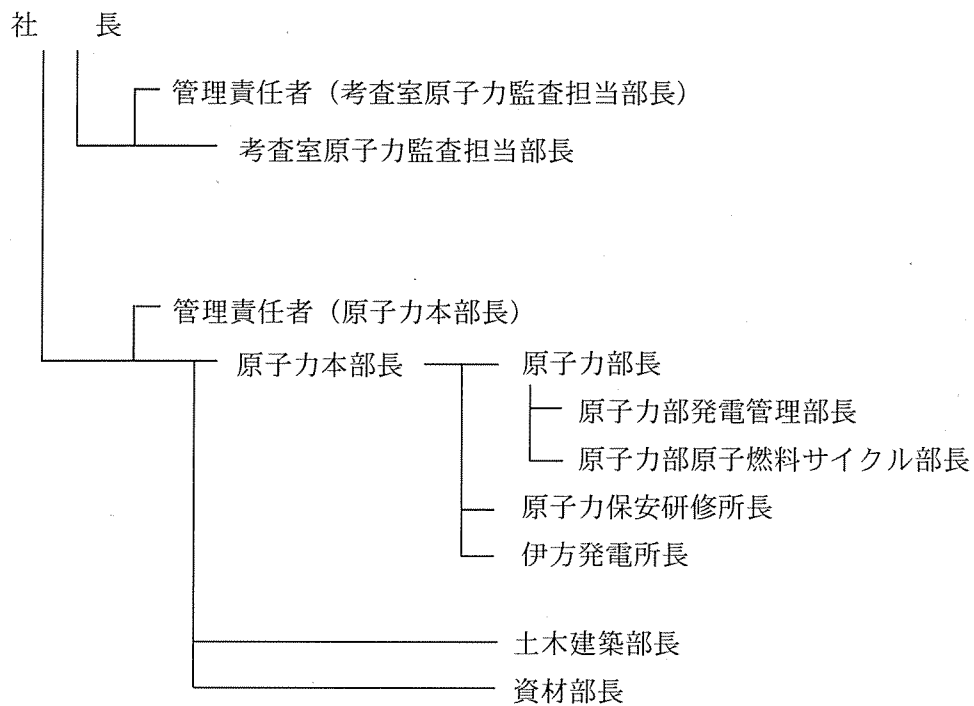 社　　長
管理責任者（考査室原子力監査担当部長）
考査室原子力監査担当部長
管理責任者（原子力本部長）
原子力本部長
原子力部長
原子力部発電管理部長
原子力部原子燃料サイクル部長
原子力保安研修所長
伊方発電所長
土木建築部長
資材部長